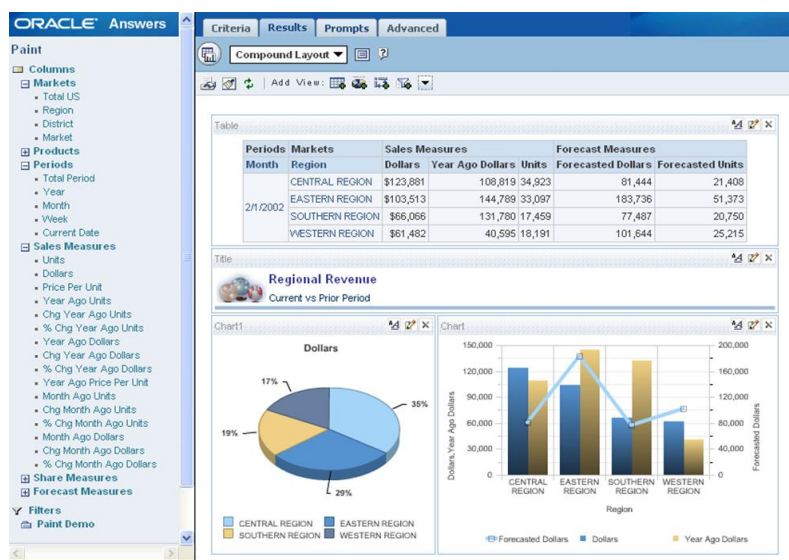 ORACLE Answers
Paint
Columns
Markets
Total US
Region
District
Market
Products
Periods
Total Period
Year
Month
Week
Current Date
Sales Measures
Units
Dollars
Price Per Unit
Year Ago Units
Chg Year Ago Units
% Chg Year Ago Units
Year Ago Dollars
Chg Year Ago Dollars
% Chg Year Ago Dollars
Year Ago Price Per Unit
Month Ago Units
Chg Month Ago Units
% Chg Month Ago Units
Month Ago Dollars
Chg Month Ago Dollars
% Chg Month Ago Dollars
Share Measures
Forecast Measures
Filters
Paint Demo
Criteria Results Prompts Advanced
Compound Layout
Add View:
Table
Periods Markets Sales Measures Forecast Measures
Month Region Dollars Year Ago Dollars Units Forecasted Dollars Forecasted Units
2/1/2002
CENTRAL REGION $123,881 108,819 34,923 81,444 21,408
EASTERN REGION $103,513 144,789 33,097 183,736 51,373
SOUTHERN REGION $66,066 131,780 17,459 77,487 20,750
WESTERN REGION $61,482 40,595 18,191 101,644 25,215
Title
Regional Revenue
Current vs Prior Period
Chart1
Dollars
17%
35%
19%
29%
CENTRAL REGION EASTERN REGION
SOUTHERN REGION WESTERN REGION
Chart
150,000 200,000
120,000 160,000
90,000 120,000
60,000 80,000
30,000 40,000
0 0
Dollars,Year Ago Dollars
Forecasted Dollars
CENTRAL REGION
EASTERN REGION
SOUTHERN REGION
WESTERN REGION
Region
Forecasted Dollars Dollars Year Ago Dollars